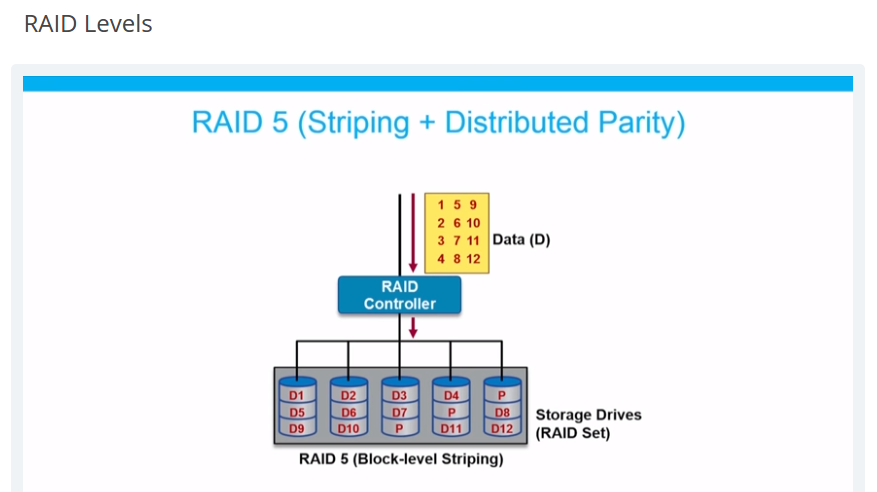 RAID Levels
RAID 5 (Striping + Distributed Parity)
1 5 9
2 6 10
3 7 11
4 8 12
Data (D)
RAID
Controller
D1 D2 D3 D4 P
D5 D6 D7 P D8
D9 D10 P D11 D12
Storage Drives
(RAID Set)
RAID 5 (Block-level Striping)